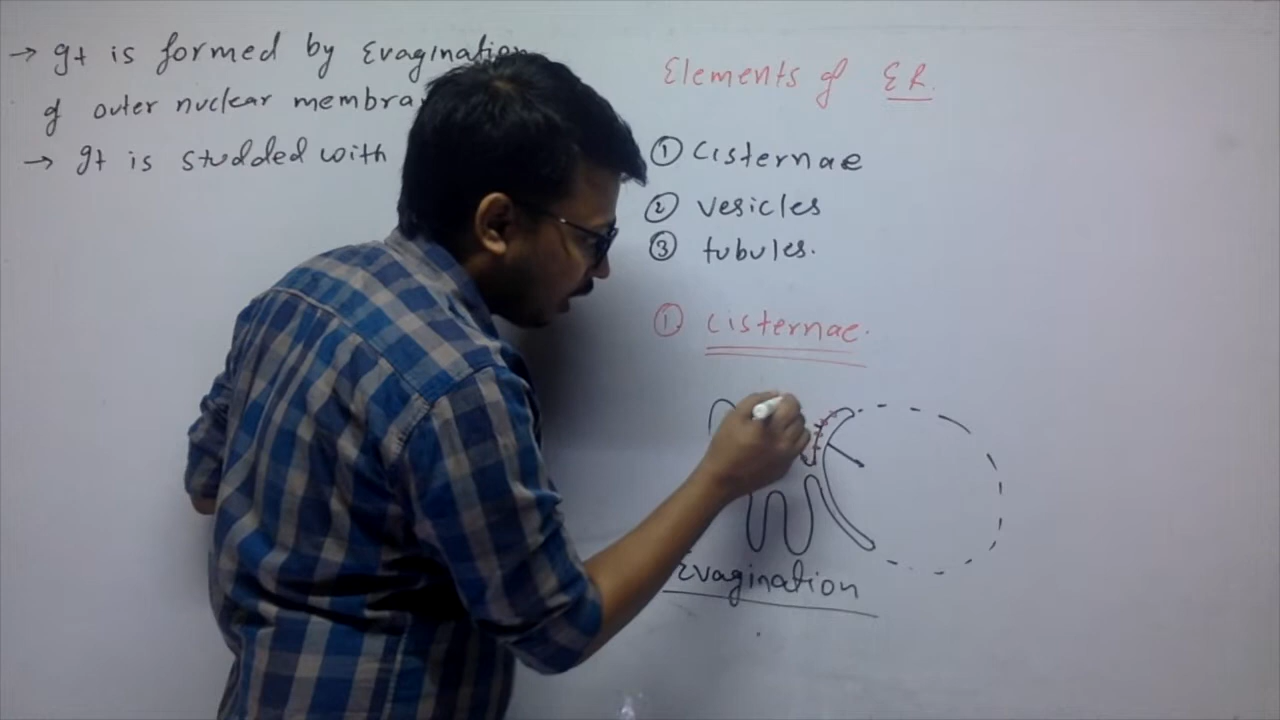 → gt is formed by Evagination
of outer nuclear membra
→ gt is studded with
Elements of ER.
① Cisternae
② vesicles
③ tubules.
① cisternae.
Evagination